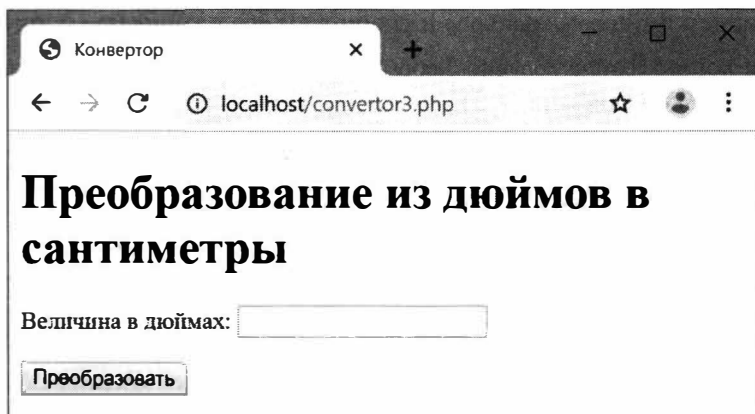 Конвертор
localhost/convertor3.php
Преобразование из дюймов в
сантиметры
Величина в дюймах:
Преобразовать